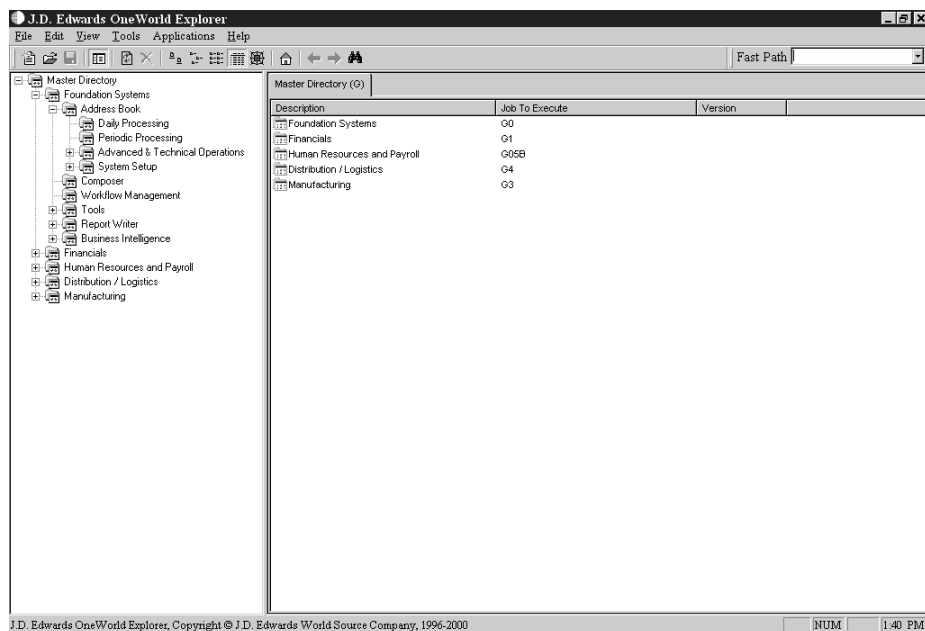 J.D. Edwards OneWorld Explorer
File Edit View Tools Applications Help
Fast Path
Master Directory
Foundation Systems
Address Book
Daily Processing
Periodic Processing
Advanced & Technical Operations
System Setup
Composer
Workflow Management
Tools
Report Writer
Business Intelligence
Financials
Human Resources and Payroll
Distribution / Logistics
Manufacturing
Master Directory (G)
Description Job To Execute Version
Foundation Systems G0
Financials G1
Human Resources and Payroll G05B
Distribution / Logistics G4
Manufacturing G3
J.D. Edwards OneWorld Explorer, Copyright © J.D. Edwards World Source Company, 1996-2000 NUM 1:40 PM